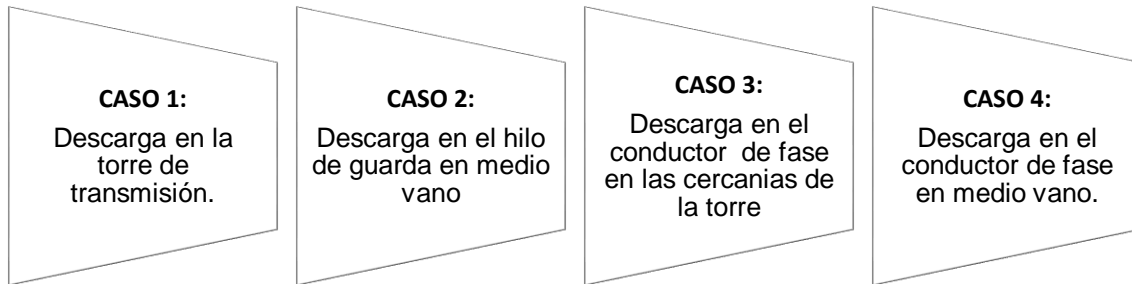 CASO 1:
Descarga en la
torre de
transmisión.
CASO 2:
Descarga en el hilo
de guarda en medio
vano
CASO 3:
Descarga en el
conductor de fase
en las cercanias de
la torre
CASO 4:
Descarga en el
conductor de fase
en medio vano.